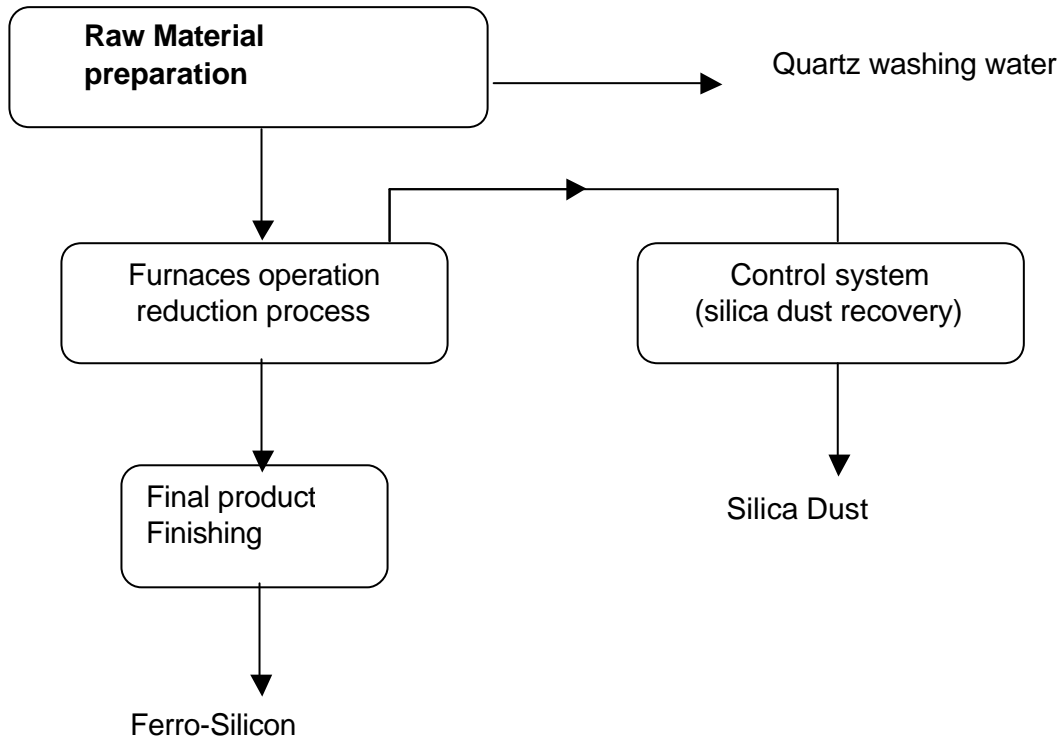 Raw Material
preparation
Quartz washing water
Furnaces operation
reduction process
Control system
(silica dust recovery)
Final product
Finishing
Silica Dust
Ferro-Silicon